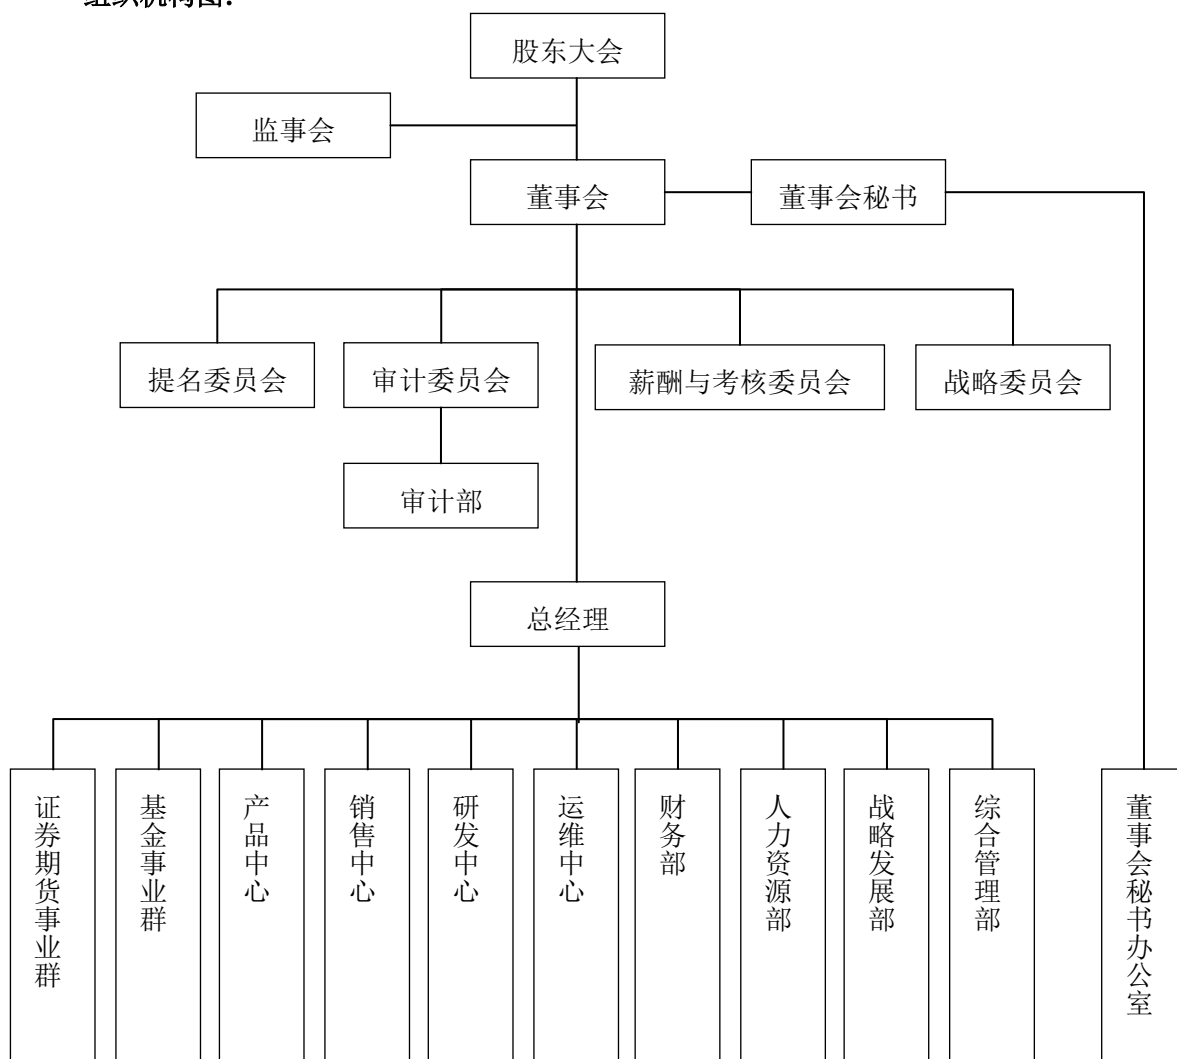 组织机构图：
股东大会
监事会
董事会
董事会秘书
提名委员会
审计委员会
薪酬与考核委员会
战略委员会
审计部
总经理
证券期货事业群
基金事业群
产品中心
销售中心
研发中心
运维中心
财务部
人力资源部
战略发展部
综合管理部
董事会秘书办公室